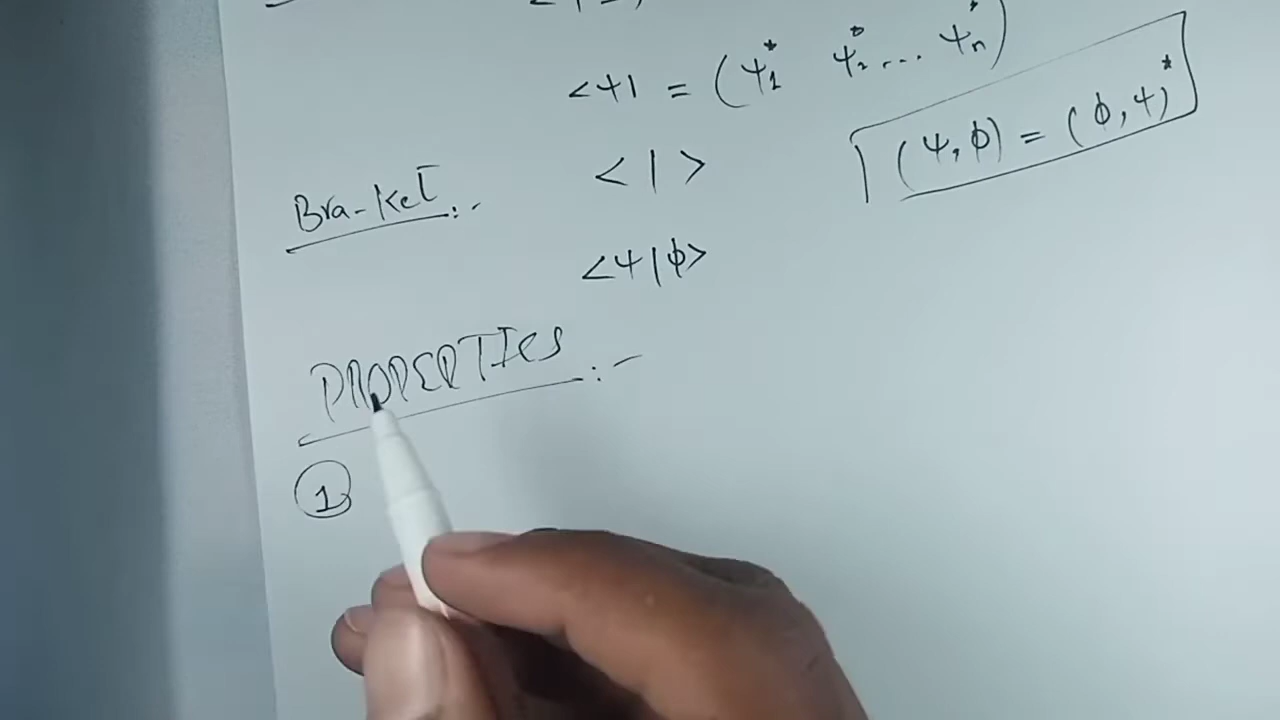 <ψ| = (ψ₁* ψ₂* ... ψₙ*)
(ψ, φ) = (φ, ψ)*
Bra-Ket :-
< | >
<ψ|φ>
PROPERTIES :-
1